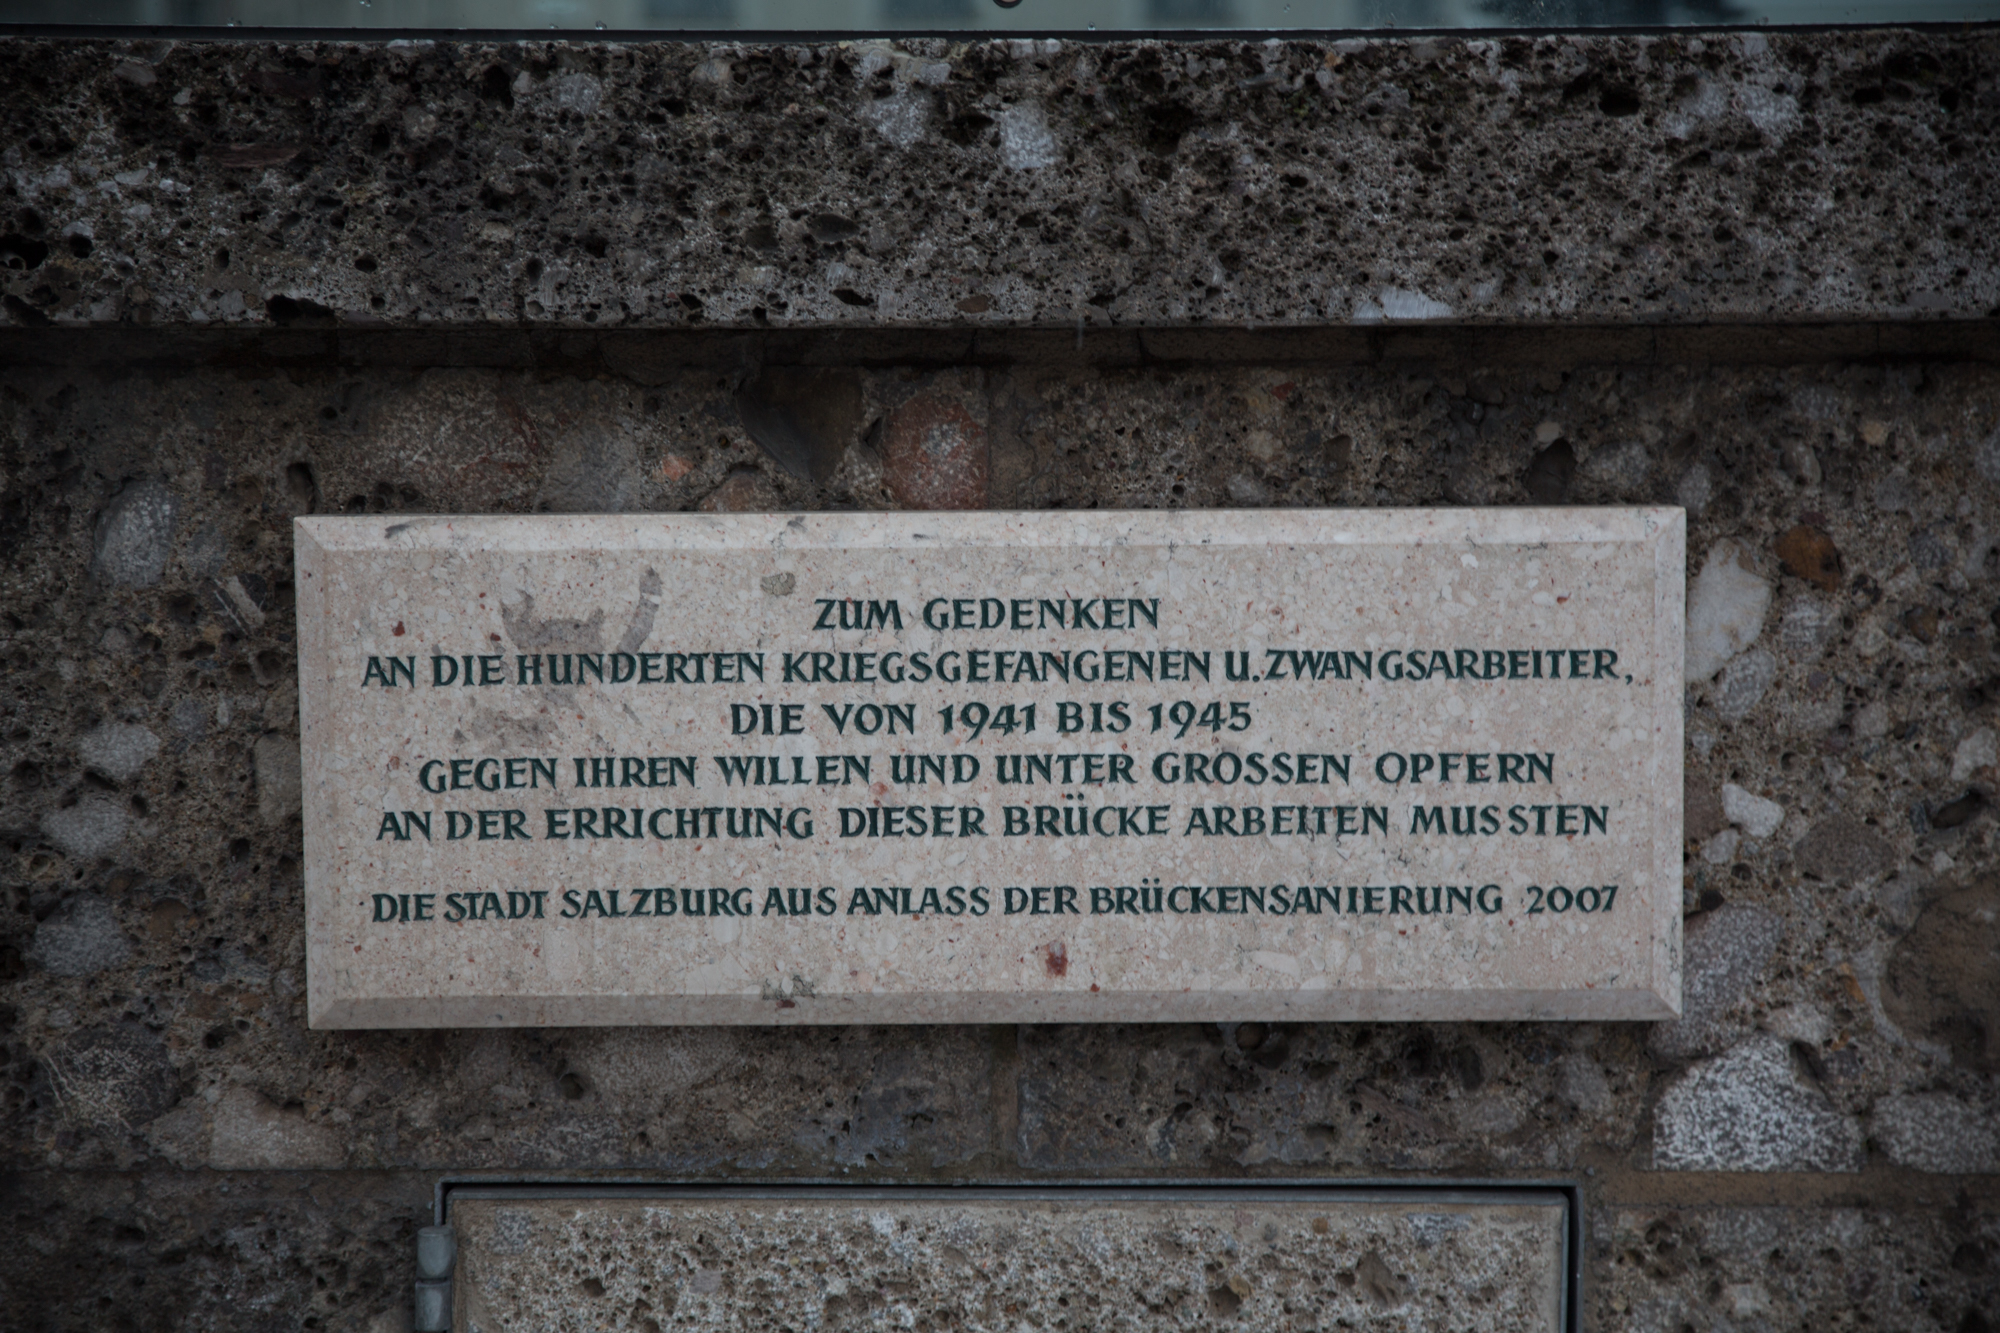 ZUM GEDENKEN
AN DIE HUNDERTEN KRIEGSGEFANGENEN U. ZWANGSARBEITER,
DIE VON 1941 BIS 1945
GEGEN IHREN WILLEN UND UNTER GROSSEN OPFERN
AN DER ERRICHTUNG DIESER BRÜCKE ARBEITEN MUSSTEN
DIE STADT SALZBURG AUS ANLASS DER BRÜCKENSANIERUNG 2007